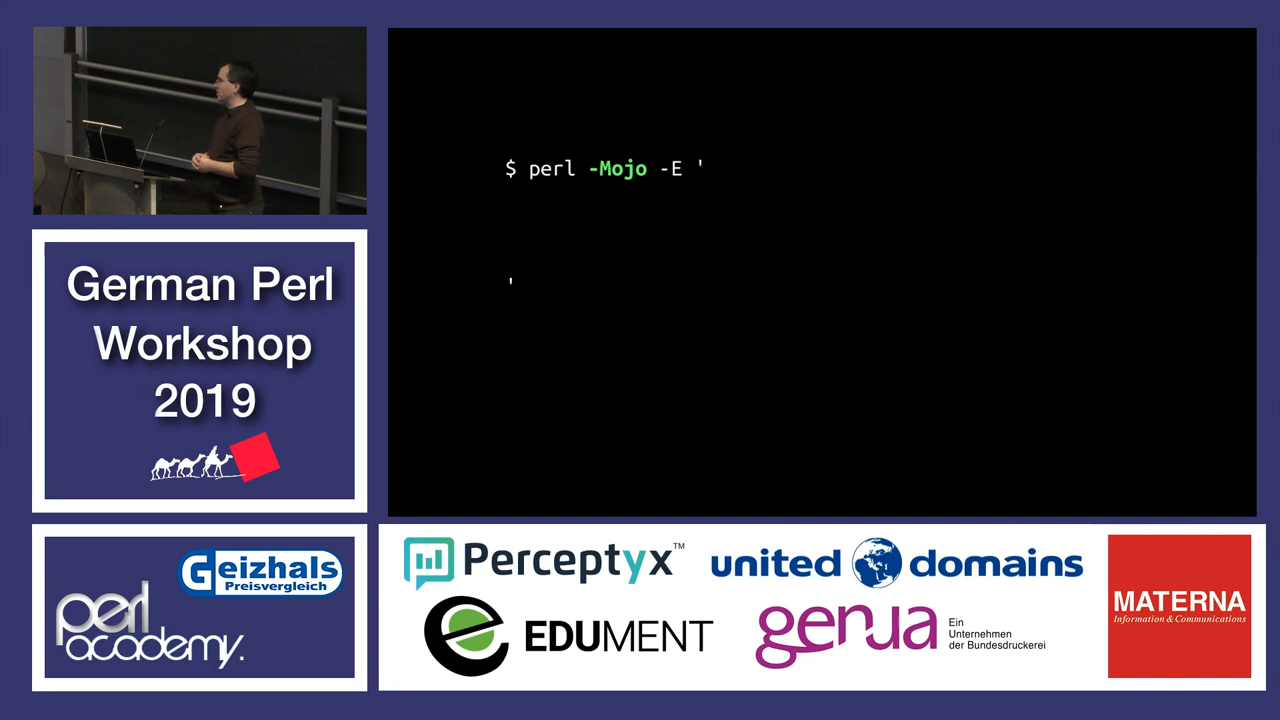 $ perl -Mojo -E '
'
German Perl
Workshop
2019
Geizhals
Preisvergleich
perl
academy.
Perceptyx™
united domains
EDUMENT
genua
Ein
Unternehmen
der Bundesdruckerei
MATERNA
Information & Communications